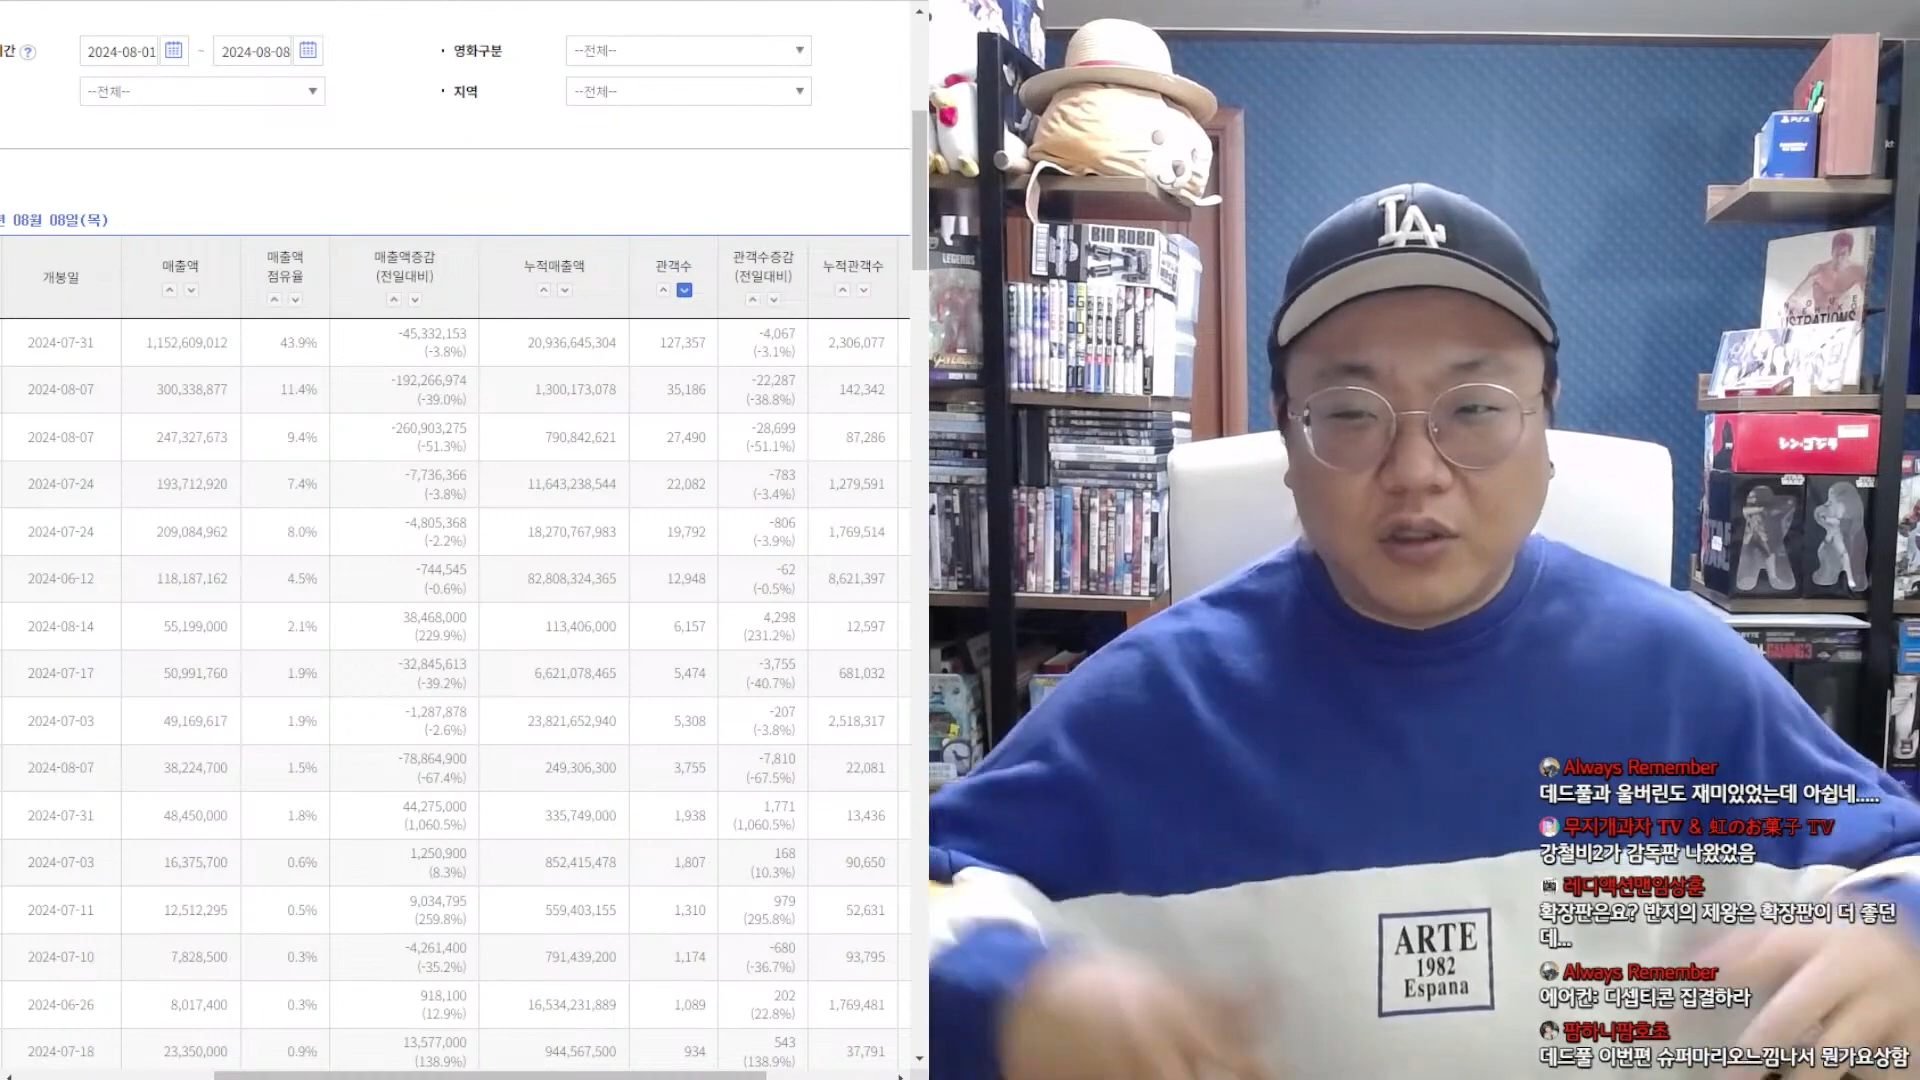 간 ?
2024-08-01 ~ 2024-08-08
· 영화구분 --전체--
--전체--
· 지역 --전체--
08월 08일(목)
개봉일 매출액 매출액 점유율 매출액증감 (전일대비) 누적매출액 관객수 관객수증감 (전일대비) 누적관객수
2024-07-31 1,152,609,012 43.9% -45,332,153 (-3.8%) 20,936,645,304 127,357 -4,067 (-3.1%) 2,306,077
2024-08-07 300,338,877 11.4% -192,266,974 (-39.0%) 1,300,173,078 35,186 -22,287 (-38.8%) 142,342
2024-08-07 247,327,673 9.4% -260,903,275 (-51.3%) 790,842,621 27,490 -28,699 (-51.1%) 87,286
2024-07-24 193,712,920 7.4% -7,736,366 (-3.8%) 11,643,238,544 22,082 -783 (-3.4%) 1,279,591
2024-07-24 209,084,962 8.0% -4,805,368 (-2.2%) 18,270,767,983 19,792 -806 (-3.9%) 1,769,514
2024-06-12 118,187,162 4.5% -744,545 (-0.6%) 82,808,324,365 12,948 -62 (-0.5%) 8,621,397
2024-08-14 55,199,000 2.1% 38,468,000 (229.9%) 113,406,000 6,157 4,298 (231.2%) 12,597
2024-07-17 50,991,760 1.9% -32,845,613 (-39.2%) 6,621,078,465 5,474 -3,755 (-40.7%) 681,032
2024-07-03 49,169,617 1.9% -1,287,878 (-2.6%) 23,821,652,940 5,308 -207 (-3.8%) 2,518,317
2024-08-07 38,224,700 1.5% -78,864,900 (-67.4%) 249,306,300 3,755 -7,810 (-67.5%) 22,081
2024-07-31 48,450,000 1.8% 44,275,000 (1,060.5%) 335,749,000 1,938 1,771 (1,060.5%) 13,436
2024-07-03 16,375,700 0.6% 1,250,900 (8.3%) 852,415,478 1,807 168 (10.3%) 90,650
2024-07-11 12,512,295 0.5% 9,034,795 (259.8%) 559,403,155 1,310 979 (295.8%) 52,631
2024-07-10 7,828,500 0.3% -4,261,400 (-35.2%) 791,439,200 1,174 -680 (-36.7%) 93,795
2024-06-26 8,017,400 0.3% 918,100 (12.9%) 16,534,231,889 1,089 202 (22.8%) 1,769,481
2024-07-18 23,350,000 0.9% 13,577,000 (138.9%) 944,567,500 934 543 (138.9%) 37,791
BIG ROBO
LA
PS4
シン・ゴジラ
STAR WARS
STAR WARS
ARTE
1982
Espana
Always Remember
데드풀과 울버린도 재미있었는데 아쉽네.....
무지개과자 TV & 虹のお菓子 TV
강철비2가 감독판 나왔었음
레디액션맨임상훈
확장판은요? 반지의 제왕은 확장판이 더 좋던
데...
Always Remember
에어컨: 디셉티콘 집결하라
팜하니팜호초
데드풀 이번편 슈퍼마리오느낌나서 뭔가요상함